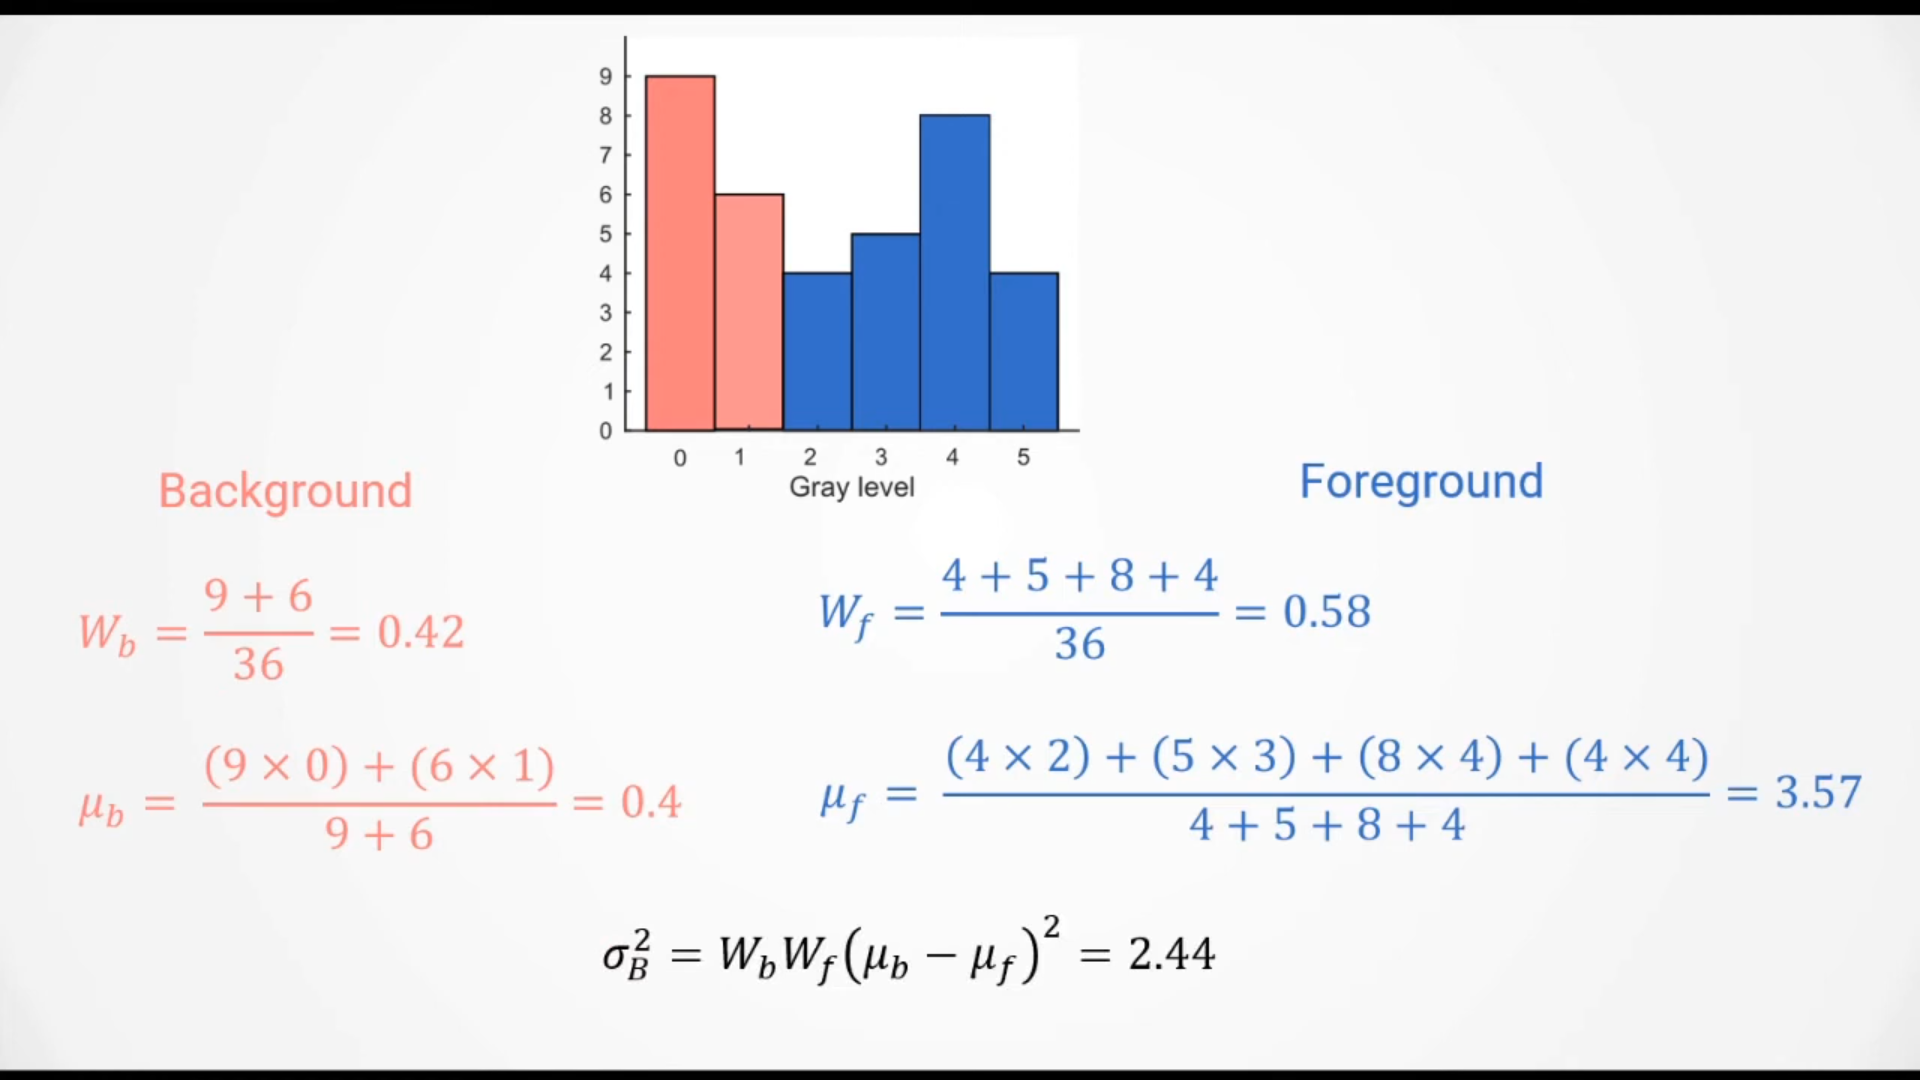 9
8
7
6
5
4
3
2
1
0
0 1 2 3 4 5
Gray level
Background
Foreground
W_b = (9 + 6)/36 = 0.42
W_f = (4 + 5 + 8 + 4)/36 = 0.58
μ_b = ((9 × 0) + (6 × 1))/(9 + 6) = 0.4
μ_f = ((4 × 2) + (5 × 3) + (8 × 4) + (4 × 4))/(4 + 5 + 8 + 4) = 3.57
σ_B^2 = W_b W_f (μ_b − μ_f)^2 = 2.44